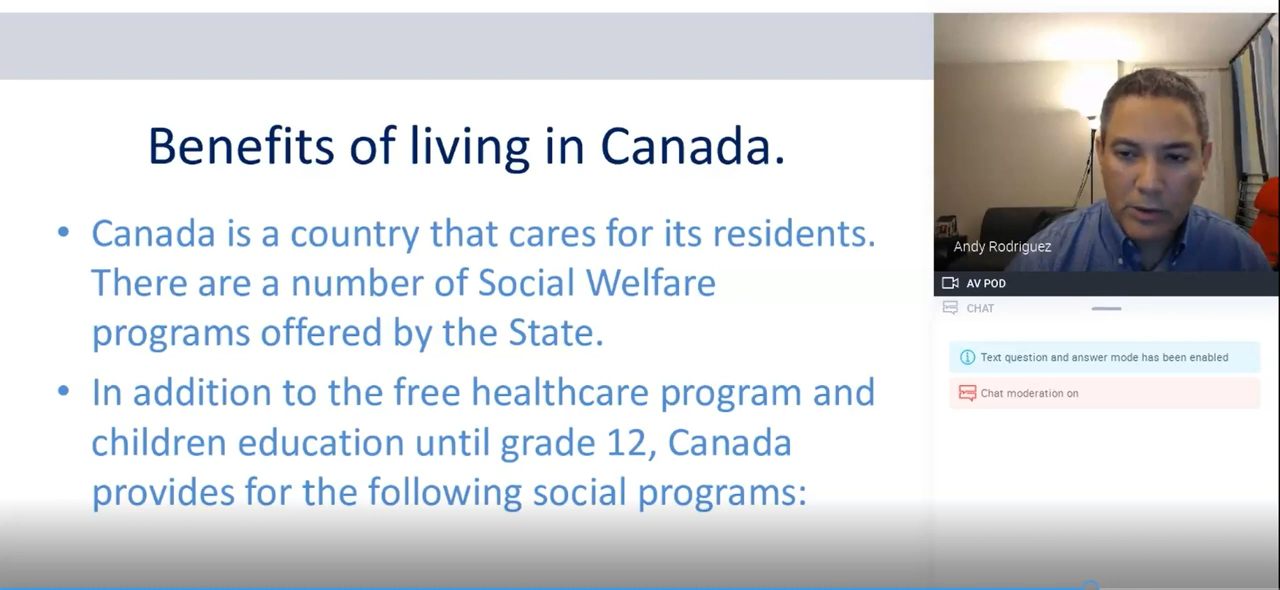 Benefits of living in Canada.
• Canada is a country that cares for its residents.
There are a number of Social Welfare
programs offered by the State.
• In addition to the free healthcare program and
children education until grade 12, Canada
provides for the following social programs:
Andy Rodriguez
AV POD
CHAT
Text question and answer mode has been enabled
Chat moderation on